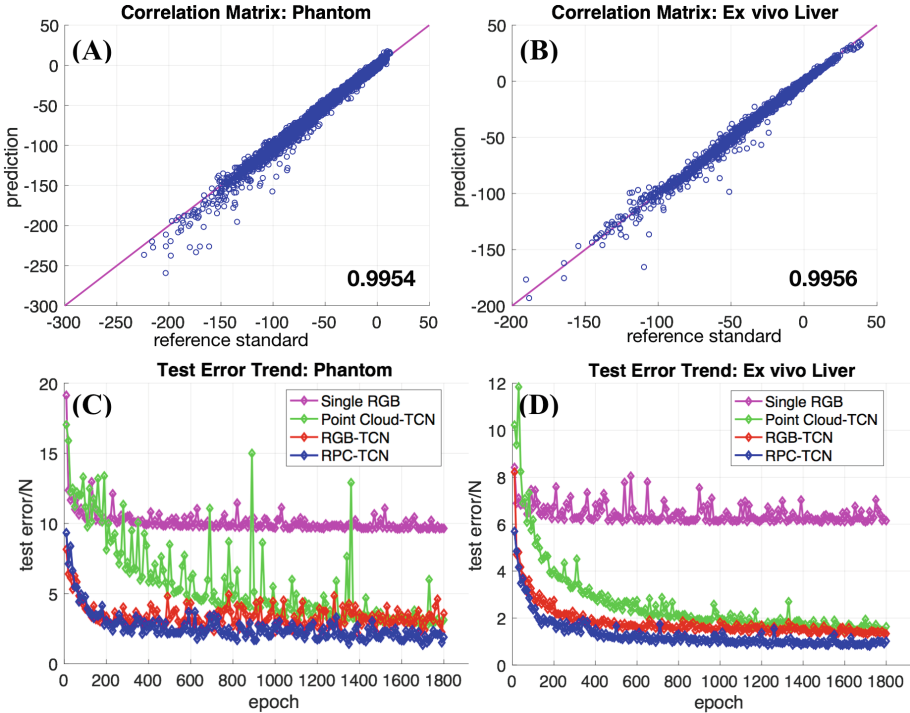 Correlation Matrix: Phantom
(A)
50
0
-50
-100
-150
-200
-250
-300
prediction
0.9954
-300 -250 -200 -150 -100 -50 0 50
reference standard
Correlation Matrix: Ex vivo Liver
(B)
50
0
-50
-100
-150
-200
prediction
0.9956
-200 -150 -100 -50 0 50
reference standard
Test Error Trend: Phantom
(C)
20
15
10
5
0
test error/N
Single RGB
Point Cloud-TCN
RGB-TCN
RPC-TCN
0 200 400 600 800 1000 1200 1400 1600 1800
epoch
Test Error Trend: Ex vivo Liver
(D)
12
10
8
6
4
2
0
test error/N
Single RGB
Point Cloud-TCN
RGB-TCN
RPC-TCN
0 200 400 600 800 1000 1200 1400 1600 1800
epoch